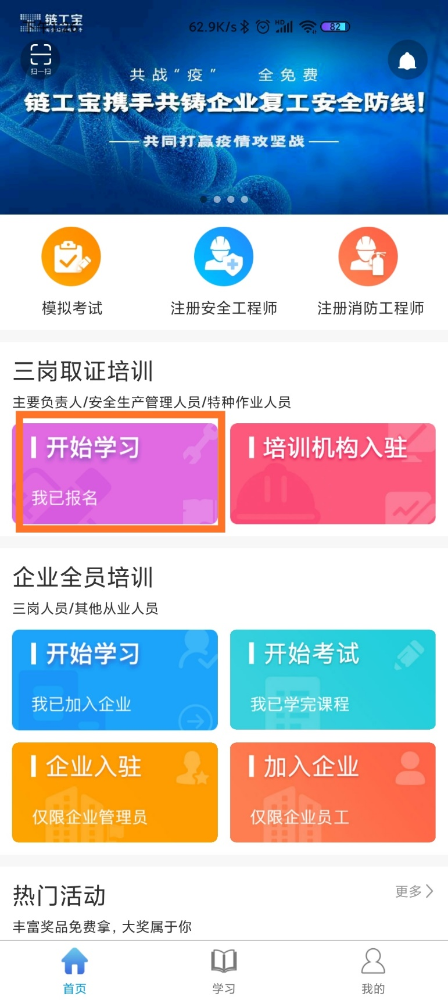 链工宝
62.9K/s HD 82
扫一扫
共战“疫” 全免费
链工宝携手共铸企业复工安全防线!
共同打赢疫情攻坚战
模拟考试 注册安全工程师 注册消防工程师
三岗取证培训
主要负责人/安全生产管理人员/特种作业人员
开始学习 培训机构入驻
我已报名
企业全员培训
三岗人员/其他从业人员
开始学习 开始考试
我已加入企业 我已学完课程
企业入驻 加入企业
仅限企业管理员 仅限企业员工
热门活动 更多
丰富奖品免费拿，大奖属于你
首页 学习 我的